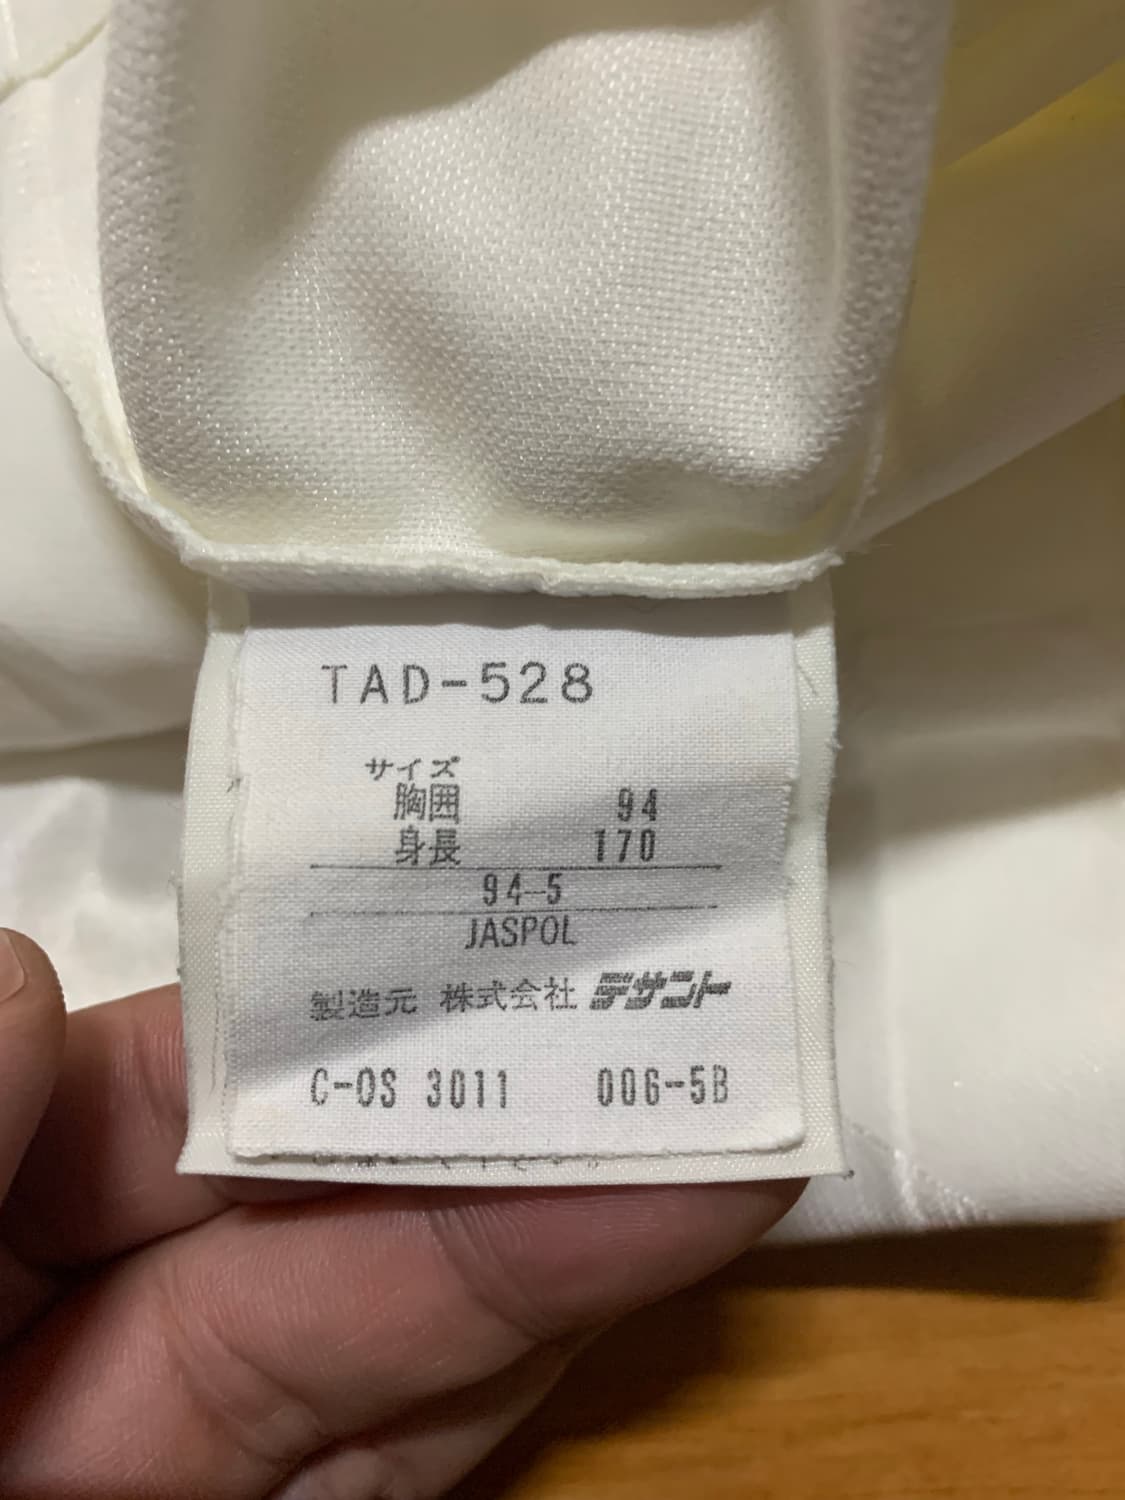 TAD-528
サイズ
胸囲 94
身長 170
94-5
JASPOL
製造元 株式会社 デサント
C-OS 3011 006-5B